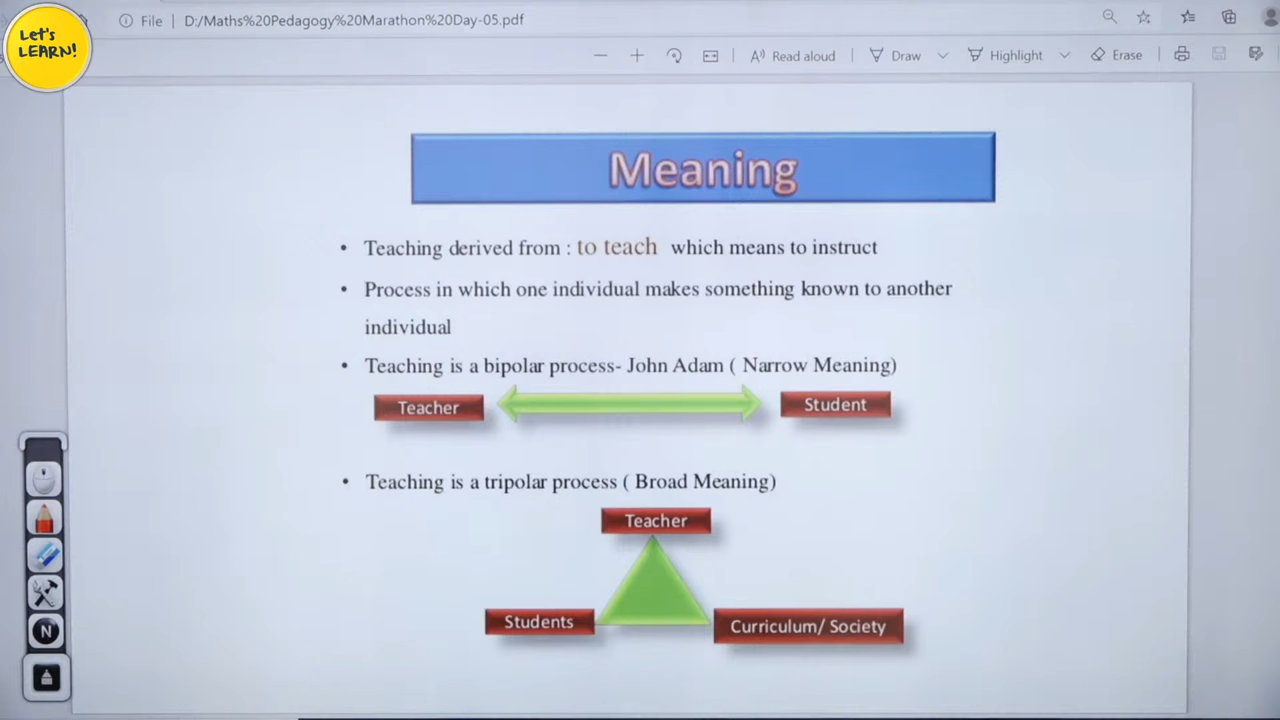 Let's
LEARN!
File | D:/Maths%20Pedagogy%20Marathon%20Day-05.pdf
A Read aloud | Draw Highlight Erase
Meaning
• Teaching derived from : to teach which means to instruct
• Process in which one individual makes something known to another
individual
• Teaching is a bipolar process- John Adam ( Narrow Meaning)
Teacher Student
• Teaching is a tripolar process ( Broad Meaning)
Teacher
Students Curriculum/ Society
N